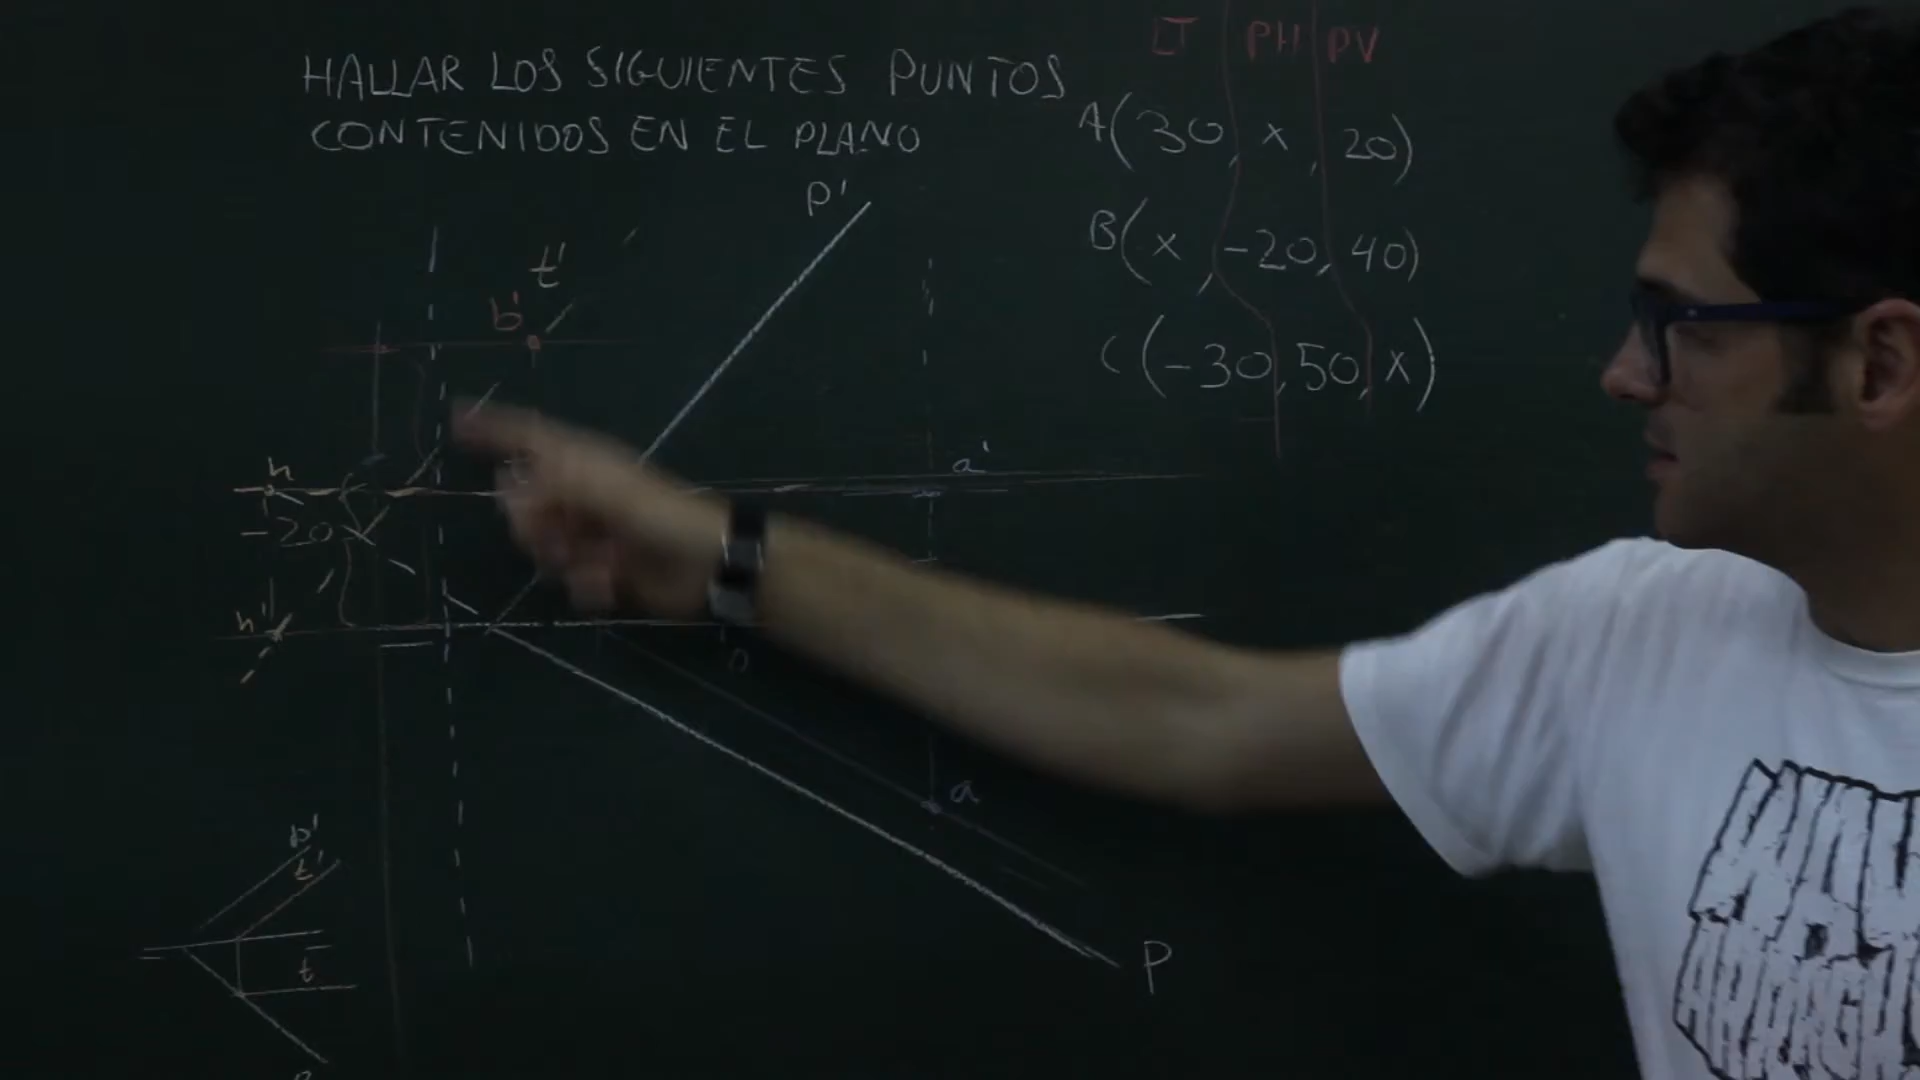 HALLAR LOS SIGUIENTES PUNTOS
CONTENIDOS EN EL PLANO
LT PH PV
A(30, x, 20)
B(x, -20, 40)
C(-30, 50, x)
p'
t'
b'
h
a'
-20
h'
a
P
p'
t'
t